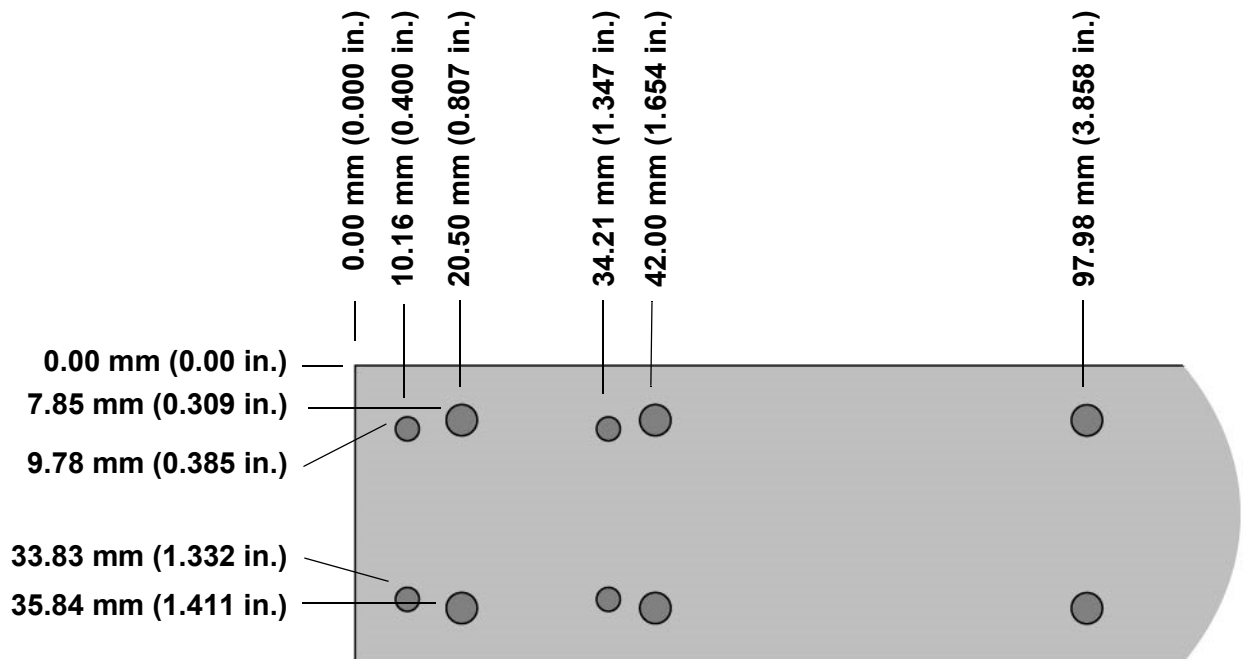 0.00 mm (0.000 in.)
10.16 mm (0.400 in.)
20.50 mm (0.807 in.)
34.21 mm (1.347 in.)
42.00 mm (1.654 in.)
97.98 mm (3.858 in.)
0.00 mm (0.00 in.)
7.85 mm (0.309 in.)
9.78 mm (0.385 in.)
33.83 mm (1.332 in.)
35.84 mm (1.411 in.)